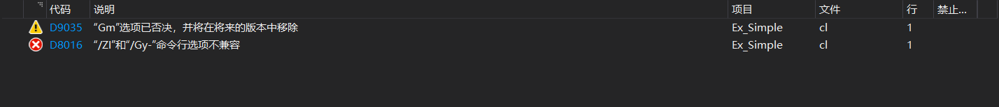 代码 说明 项目 文件 行 禁止...
D9035 “Gm”选项已否决，并将在将来的版本中移除 Ex_Simple cl 1
D8016 “/ZI”和“/Gy-”命令行选项不兼容 Ex_Simple cl 1